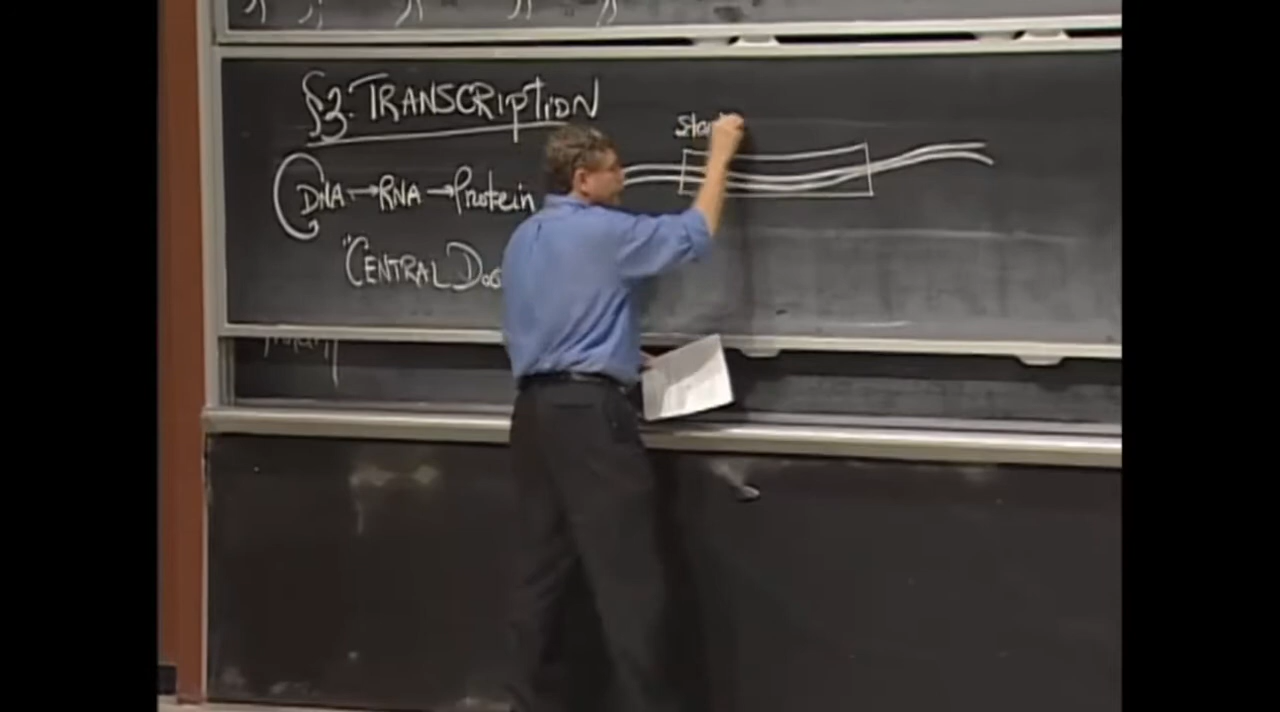 §3. TRANSCRIPTION
DNA → RNA → Protein
"CENTRAL